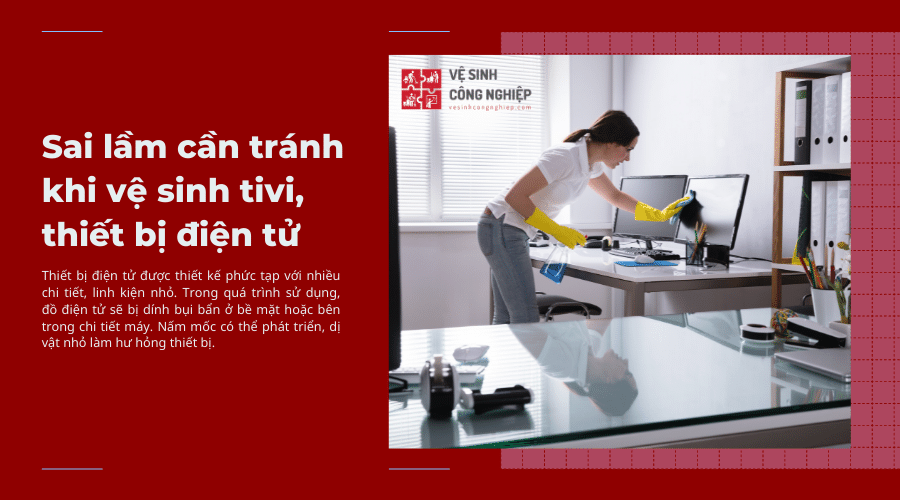 Sai lầm cần tránh
khi vệ sinh tivi,
thiết bị điện tử
Thiết bị điện tử được thiết kế phức tạp với nhiều
chi tiết, linh kiện nhỏ. Trong quá trình sử dụng,
đồ điện tử sẽ bị dính bụi bẩn ở bề mặt hoặc bên
trong chi tiết máy. Nấm mốc có thể phát triển, dị
vật nhỏ làm hư hỏng thiết bị.
VỆ SINH
CÔNG NGHIỆP
vesinhcongnghiep.com